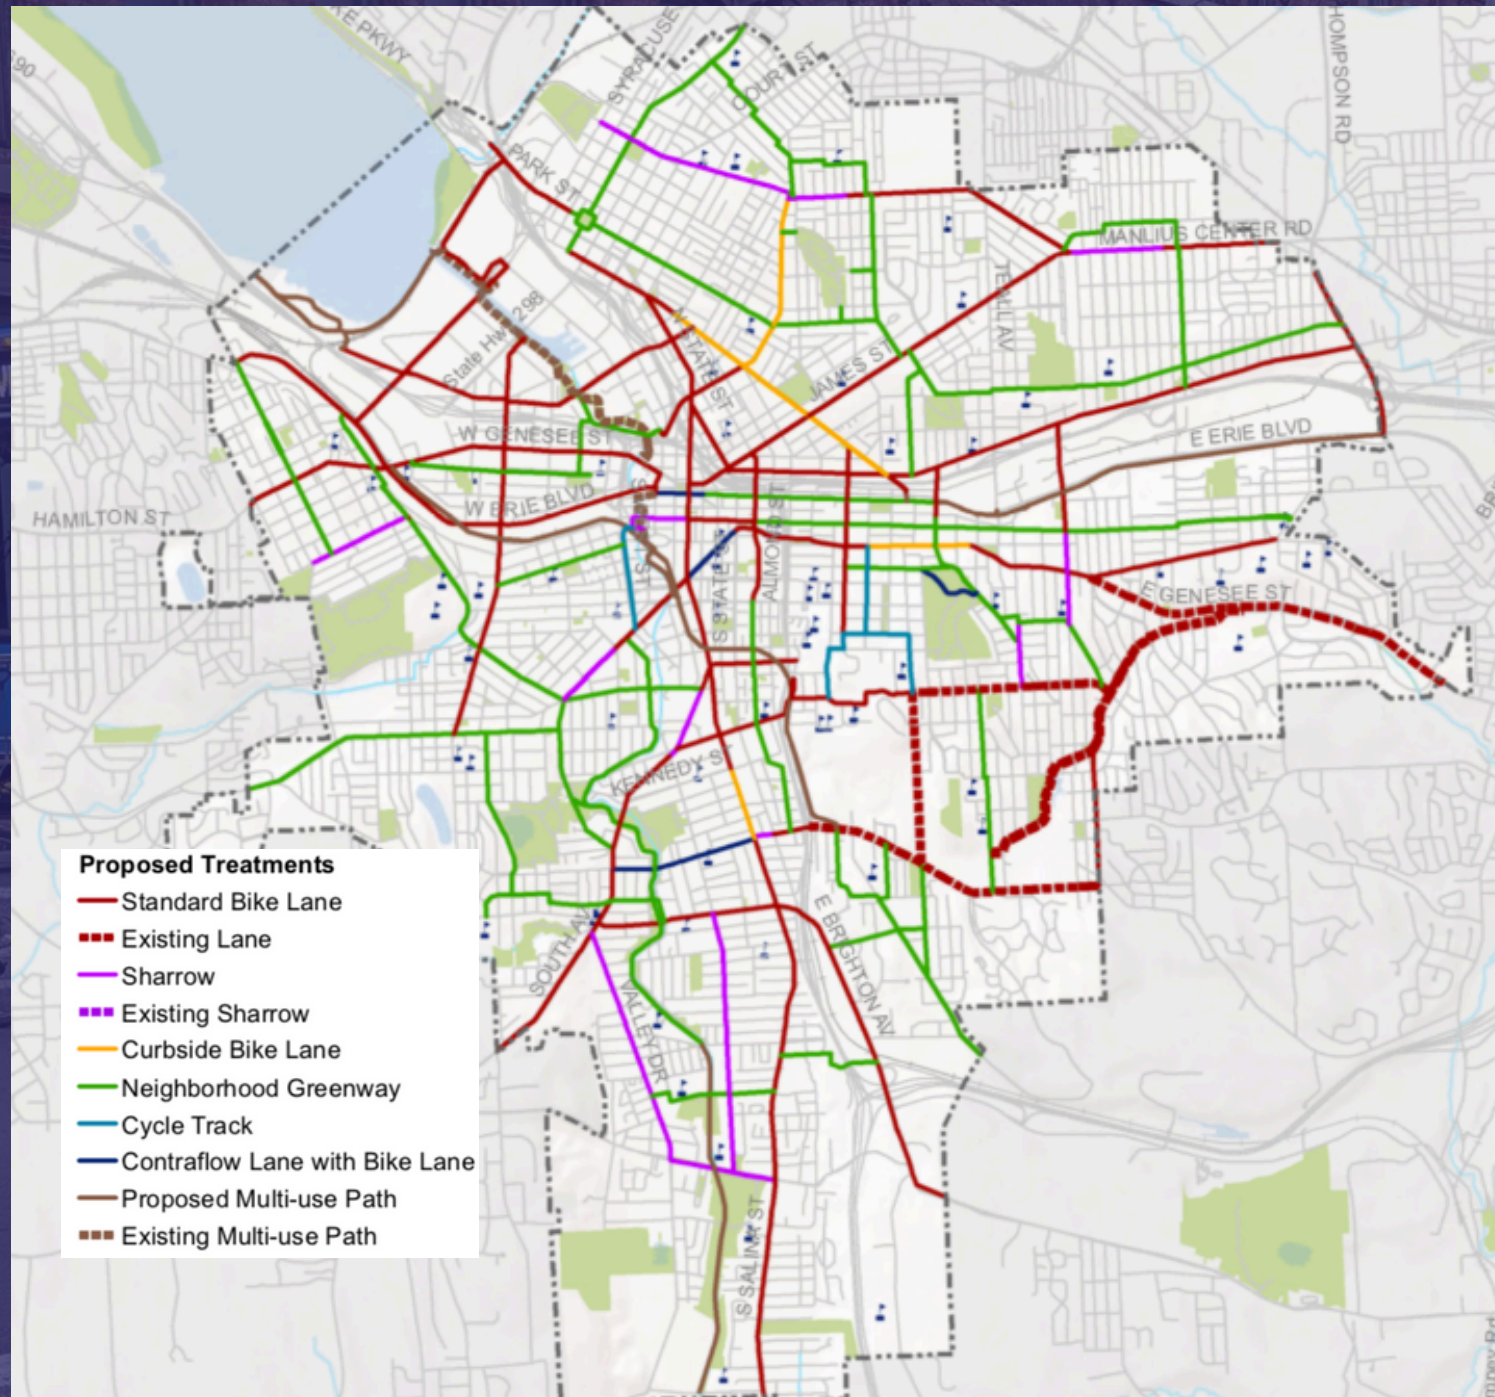 KE PKWY
SYRACUSE
COURT ST
HOMPSON RD
90
PARK ST
MANLIUS CENTER RD
TEALL AV
State Hwy 298
N STATE ST
JAMES ST
W GENESEE ST
E ERIE BLVD
W ERIE BLVD
HAMILTON ST
ALMOND ST
S STATE ST
E GENESEE ST
KENNEDY ST
SOUTH AV
E BRIGHTON AV
VALLEY DR
S SALINA ST
Proposed Treatments
Standard Bike Lane
Existing Lane
Sharrow
Existing Sharrow
Curbside Bike Lane
Neighborhood Greenway
Cycle Track
Contraflow Lane with Bike Lane
Proposed Multi-use Path
Existing Multi-use Path